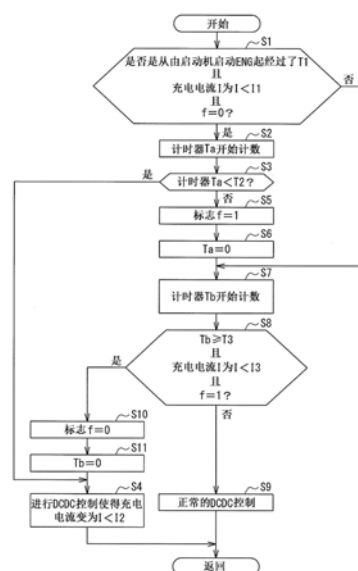 开始
S1
是否是从由启动机启动ENG起经过了T1
且
充电电流I为I<I1
且
f=0?
否
是
S2
计时器Ta开始计数
S3
是
计时器Ta<T2?
否
S5
标志f=1
S6
Ta=0
S7
计时器Tb开始计数
S8
Tb≥T3
且
充电电流I为I<I3
且
f=1?
是
否
S10
标志f=0
S11
Tb=0
S4
进行DCDC控制使得充电
电流变为I<I2
S9
正常的DCDC控制
返回